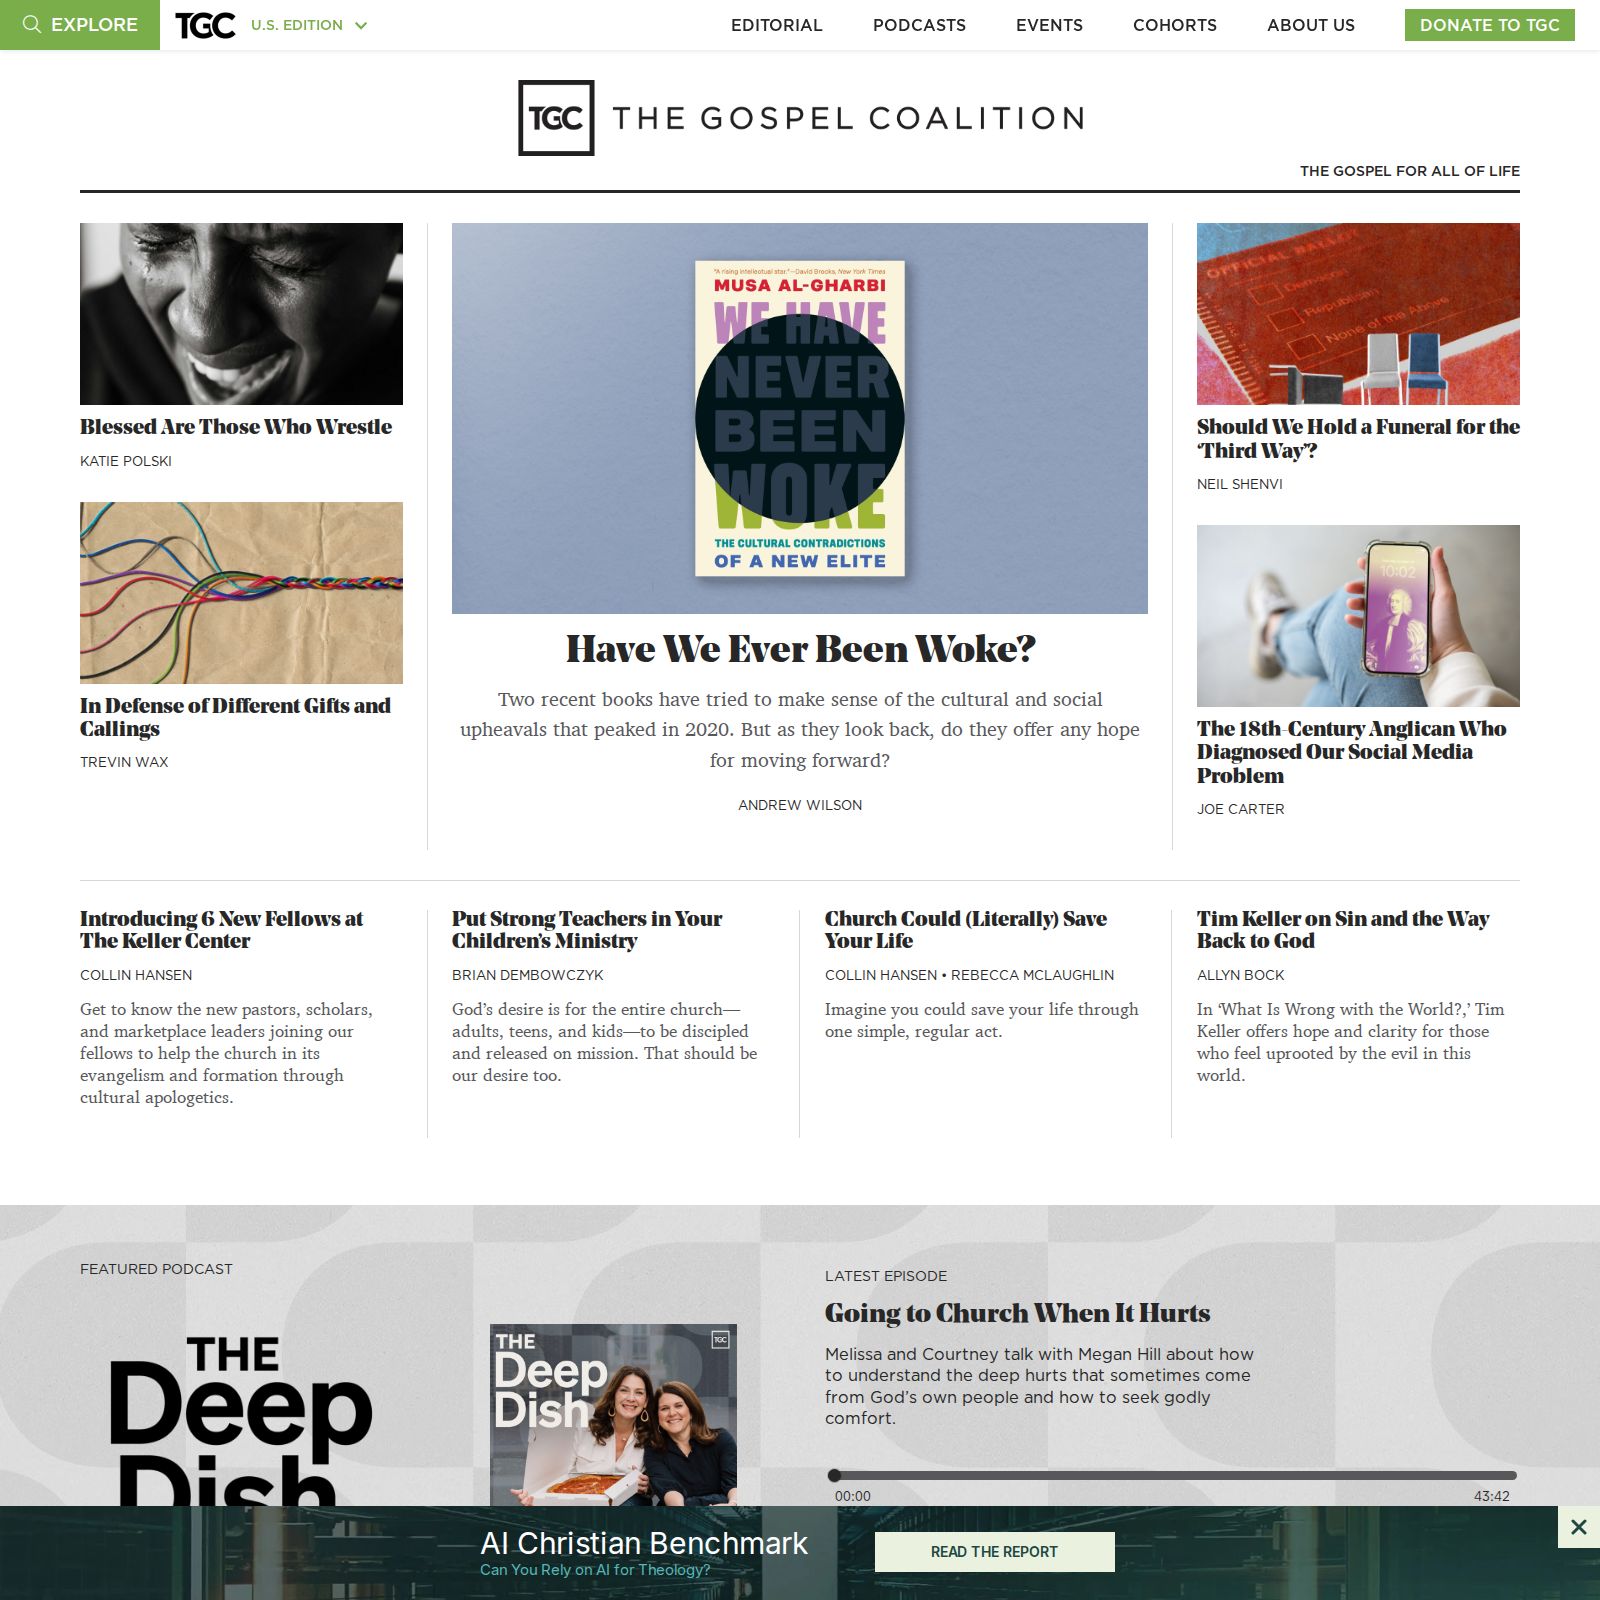 EXPLORE
TGC
U.S. EDITION
EDITORIAL
PODCASTS
EVENTS
COHORTS
ABOUT US
DONATE TO TGC
TGC
THE GOSPEL COALITION
THE GOSPEL FOR ALL OF LIFE
Blessed Are Those Who Wrestle
KATIE POLSKI
In Defense of Different Gifts and
Callings
TREVIN WAX
"A rising intellectual star."—David Brooks, New York Times
MUSA AL-GHARBI
WE HAVE
NEVER
BEEN
WOKE
THE CULTURAL CONTRADICTIONS
OF A NEW ELITE
Have We Ever Been Woke?
Two recent books have tried to make sense of the cultural and social
upheavals that peaked in 2020. But as they look back, do they offer any hope
for moving forward?
ANDREW WILSON
OFFICIAL BALLOT
Republican
None of the Above
Should We Hold a Funeral for the
‘Third Way’?
NEIL SHENVI
10:02
The 18th-Century Anglican Who
Diagnosed Our Social Media
Problem
JOE CARTER
Introducing 6 New Fellows at
The Keller Center
COLLIN HANSEN
Get to know the new pastors, scholars,
and marketplace leaders joining our
fellows to help the church in its
evangelism and formation through
cultural apologetics.
Put Strong Teachers in Your
Children’s Ministry
BRIAN DEMBOWCZYK
God’s desire is for the entire church—
adults, teens, and kids—to be discipled
and released on mission. That should be
our desire too.
Church Could (Literally) Save
Your Life
COLLIN HANSEN • REBECCA MCLAUGHLIN
Imagine you could save your life through
one simple, regular act.
Tim Keller on Sin and the Way
Back to God
ALLYN BOCK
In ‘What Is Wrong with the World?,’ Tim
Keller offers hope and clarity for those
who feel uprooted by the evil in this
world.
FEATURED PODCAST
THE
Deep
Dish
THE
Deep
Dish
TGC
LATEST EPISODE
Going to Church When It Hurts
Melissa and Courtney talk with Megan Hill about how
to understand the deep hurts that sometimes come
from God’s own people and how to seek godly
comfort.
00:00
43:42
AI Christian Benchmark
Can You Rely on AI for Theology?
READ THE REPORT